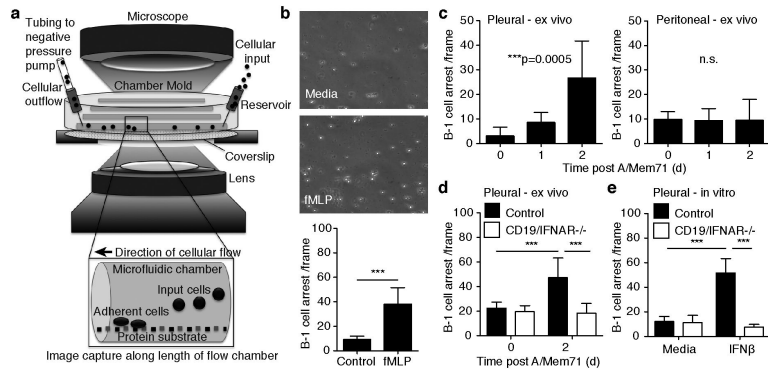 a
Microscope
Tubing to
negative
pressure
pump
Cellular
input
Chamber Mold
Cellular
outflow
Reservoir
Coverslip
Lens
Direction of cellular flow
Microfluidic chamber
Input cells
Adherent cells
Protein substrate
Image capture along length of flow chamber
b
Media
fMLP
B-1 cell arrest /frame
100
80
60
40
20
0
***
Control fMLP
c
Pleural - ex vivo
B-1 cell arrest /frame
50
40
30
20
10
0
***p=0.0005
0 1 2
Peritoneal - ex vivo
B-1 cell arrest /frame
50
40
30
20
10
0
n.s.
0 1 2
Time post A/Mem71 (d)
d
Pleural - ex vivo
Control
CD19/IFNAR-/-
B-1 cell arrest /frame
100
80
60
40
20
0
*** ***
0 2
Time post A/Mem71 (d)
e
Pleural - in vitro
Control
CD19/IFNAR-/-
B-1 cell arrest /frame
100
80
60
40
20
0
*** ***
Media IFNβ